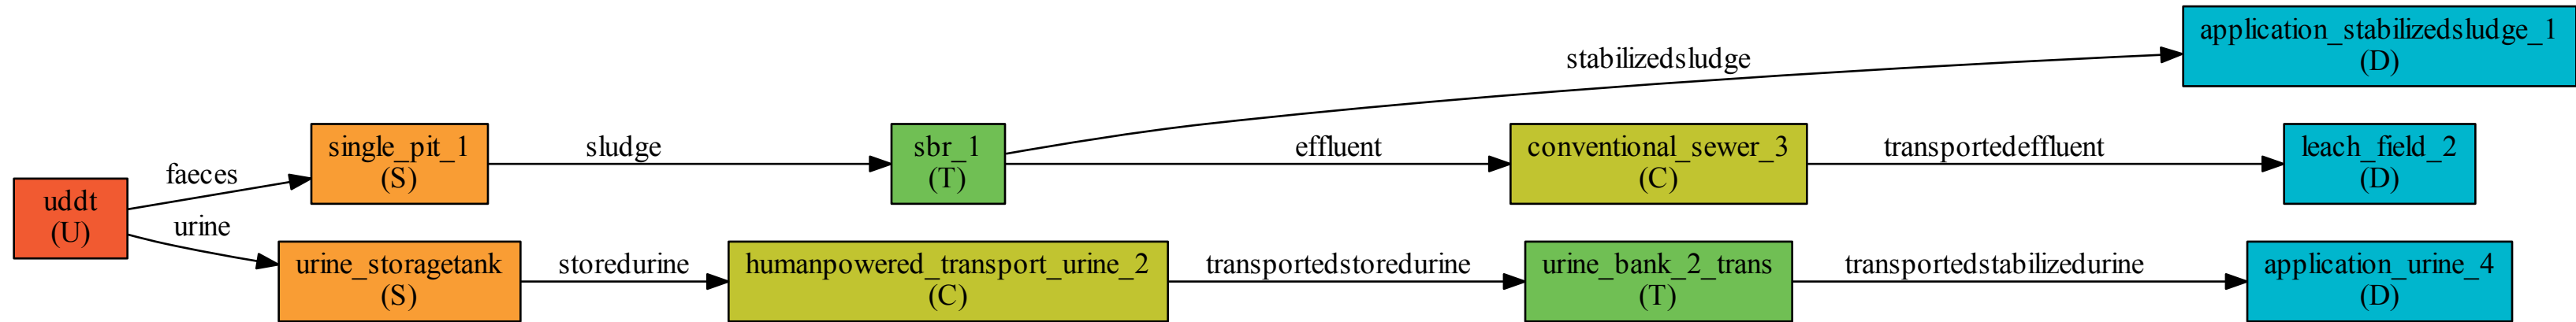 application_stabilizedsludge_1
(D)
stabilizedsludge
single_pit_1
(S)
sludge
sbr_1
(T)
effluent
conventional_sewer_3
(C)
transportedeffluent
leach_field_2
(D)
faeces
uddt
(U)
urine
urine_storagetank
(S)
storedurine
humanpowered_transport_urine_2
(C)
transportedstoredurine
urine_bank_2_trans
(T)
transportedstabilizedurine
application_urine_4
(D)